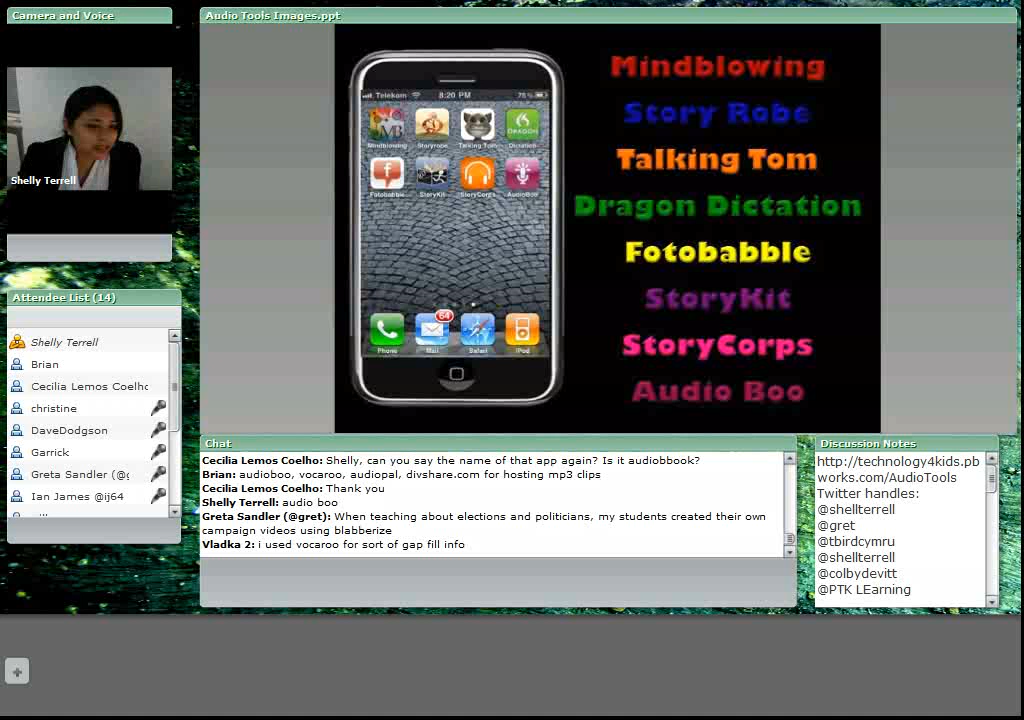 Camera and Voice
Shelly Terrell
Attendee List (14)
Shelly Terrell
Brian
Cecilia Lemos Coelho
christine
DaveDodgson
Garrick
Greta Sandler (@g
Ian James @ij64
Audio Tools Images.ppt
Telekom 8:20 PM 76%
MB
DRAGON
Mindblowing Storyrobe Talking Tom Dictation
Fotobabble StoryKit StoryCorps AudioBoo
64
Phone Mail Safari iPod
Mindblowing
Story Robe
Talking Tom
Dragon Dictation
Fotobabble
StoryKit
StoryCorps
Audio Boo
Chat
Cecilia Lemos Coelho: Shelly, can you say the name of that app again? Is it audiobbook?
Brian: audioboo, vocaroo, audiopal, divshare.com for hosting mp3 clips
Cecilia Lemos Coelho: Thank you
Shelly Terrell: audio boo
Greta Sandler (@gret): When teaching about elections and politicians, my students created their own
campaign videos using blabberize
Vladka 2: i used vocaroo for sort of gap fill info
Discussion Notes
http://technology4kids.pb
works.com/AudioTools
Twitter handles:
@shellterrell
@gret
@tbirdcymru
@shellterrell
@colbydevitt
@PTK LEarning